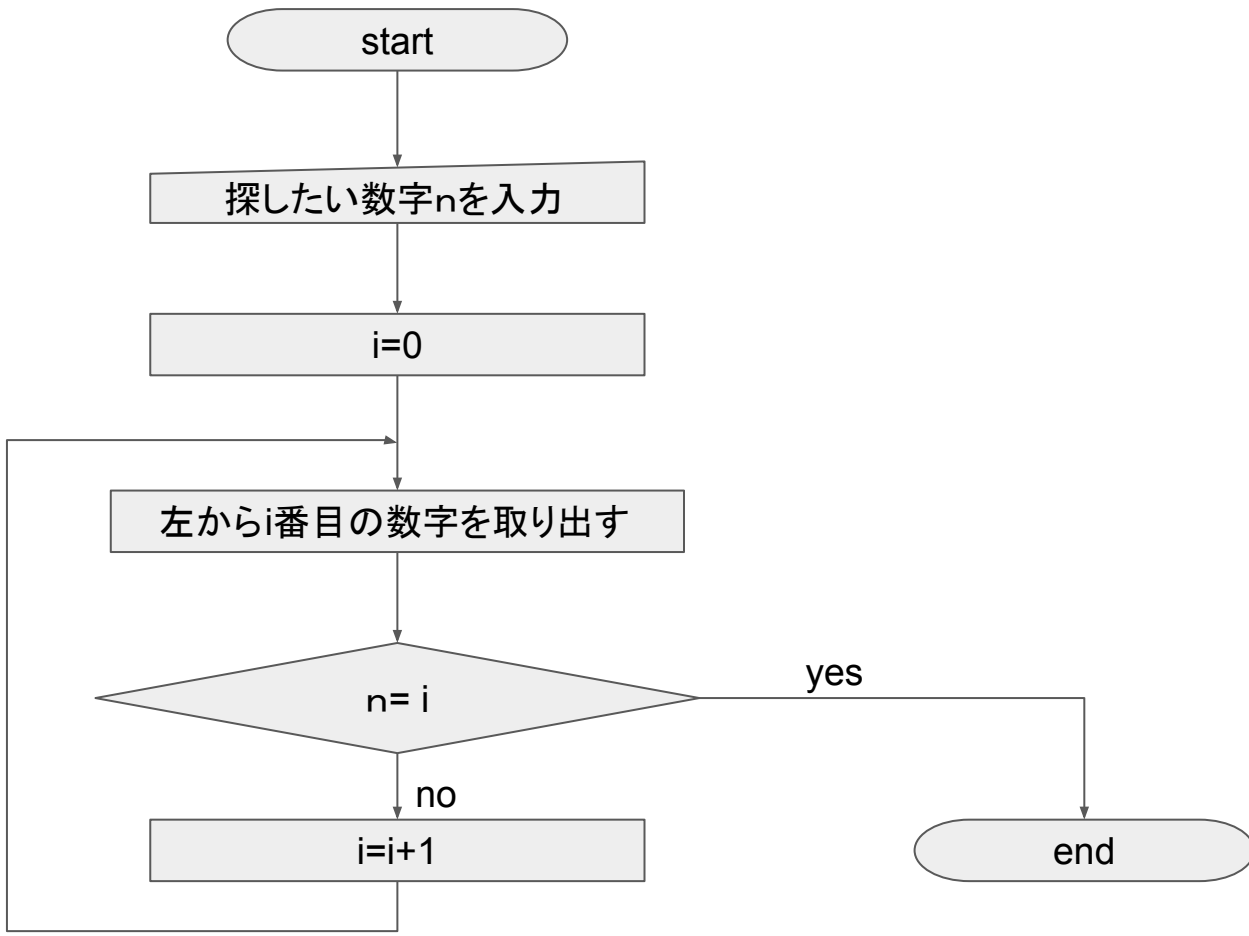 start
探したい数字nを入力
i=0
左からi番目の数字を取り出す
n= i
yes
no
i=i+1
end